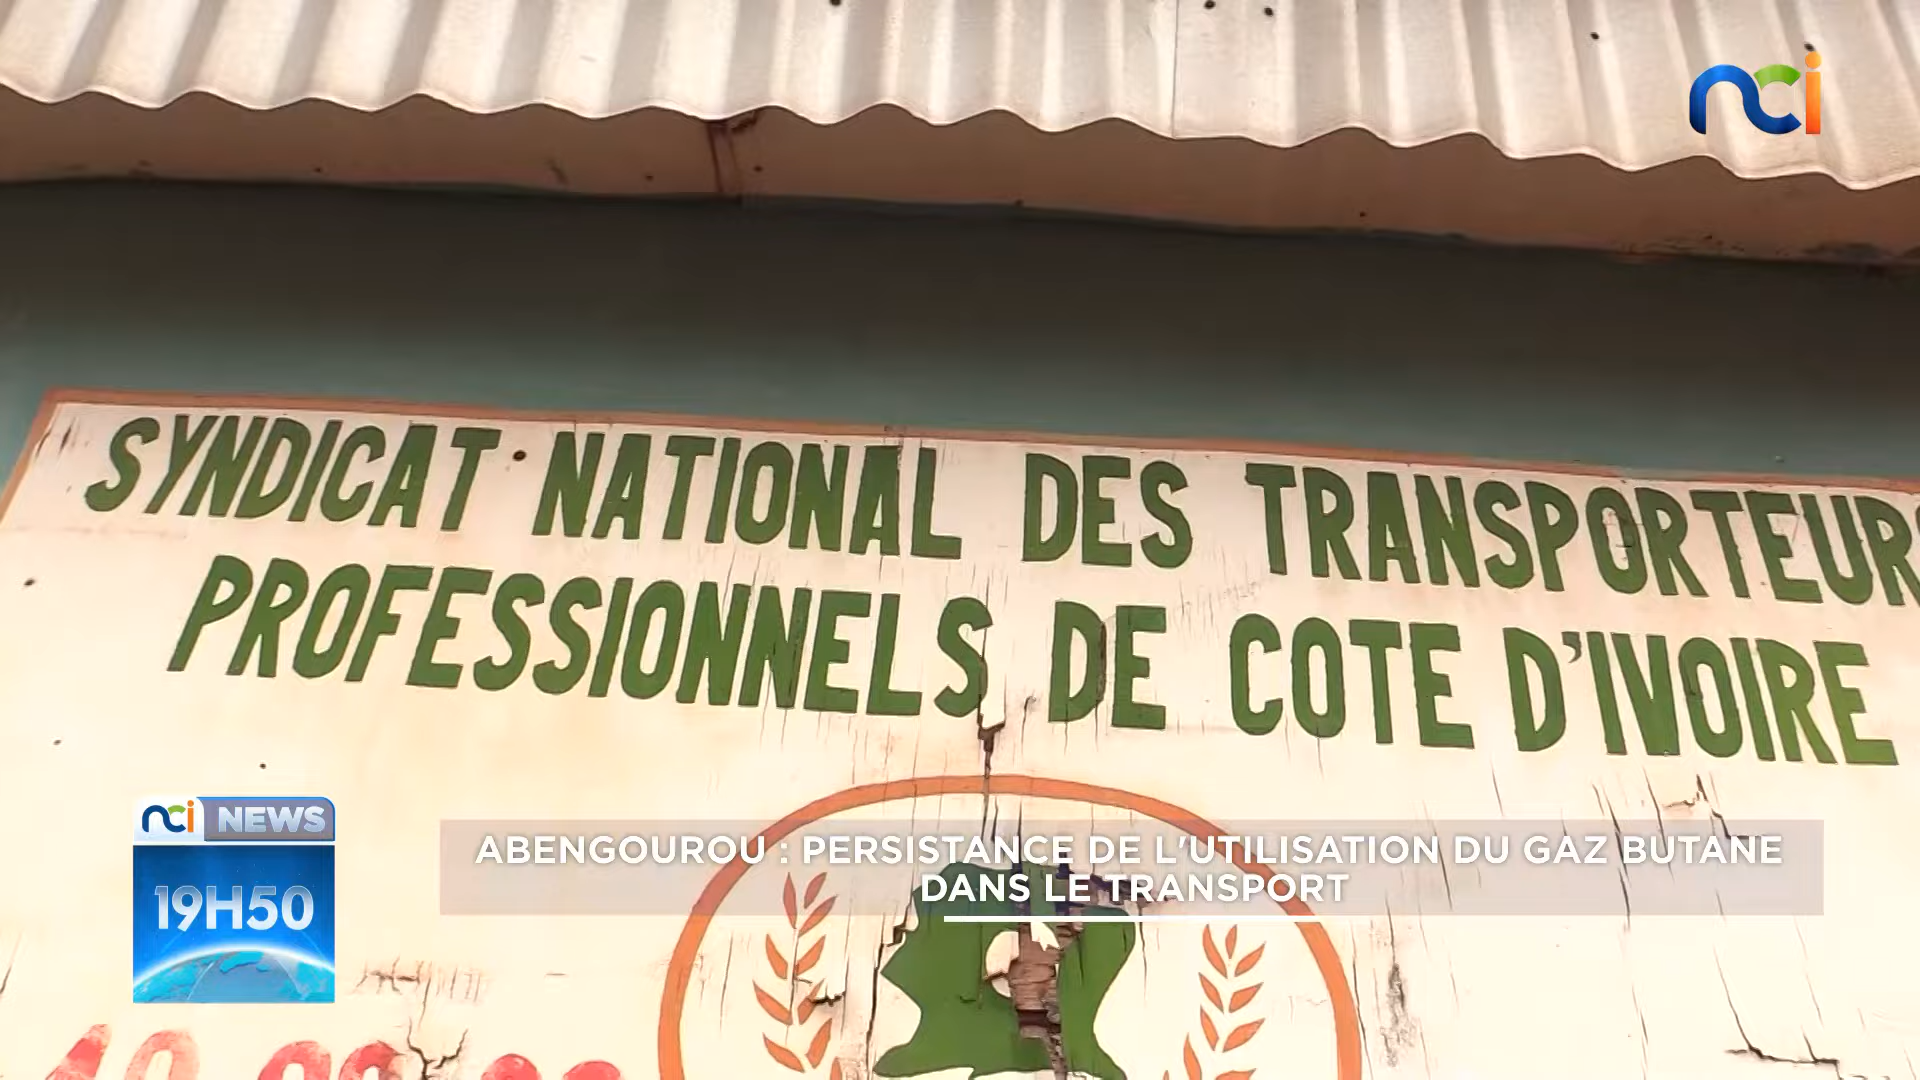 nci
SYNDICAT NATIONAL DES TRANSPORTEURS
PROFESSIONNELS DE COTE D'IVOIRE
nci NEWS
19H50
ABENGOUROU : PERSISTANCE DE L'UTILISATION DU GAZ BUTANE
DANS LE TRANSPORT